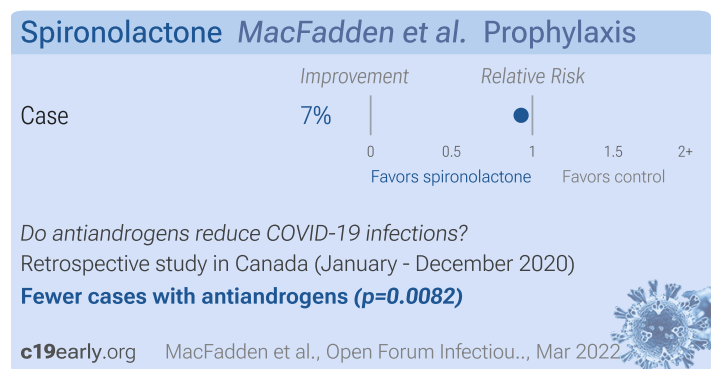 Spironolactone MacFadden et al. Prophylaxis
Improvement Relative Risk
Case 7%
0 0.5 1 1.5 2+
Favors spironolactone Favors control
Do antiandrogens reduce COVID-19 infections?
Retrospective study in Canada (January - December 2020)
Fewer cases with antiandrogens (p=0.0082)
c19early.org MacFadden et al., Open Forum Infectiou.., Mar 2022